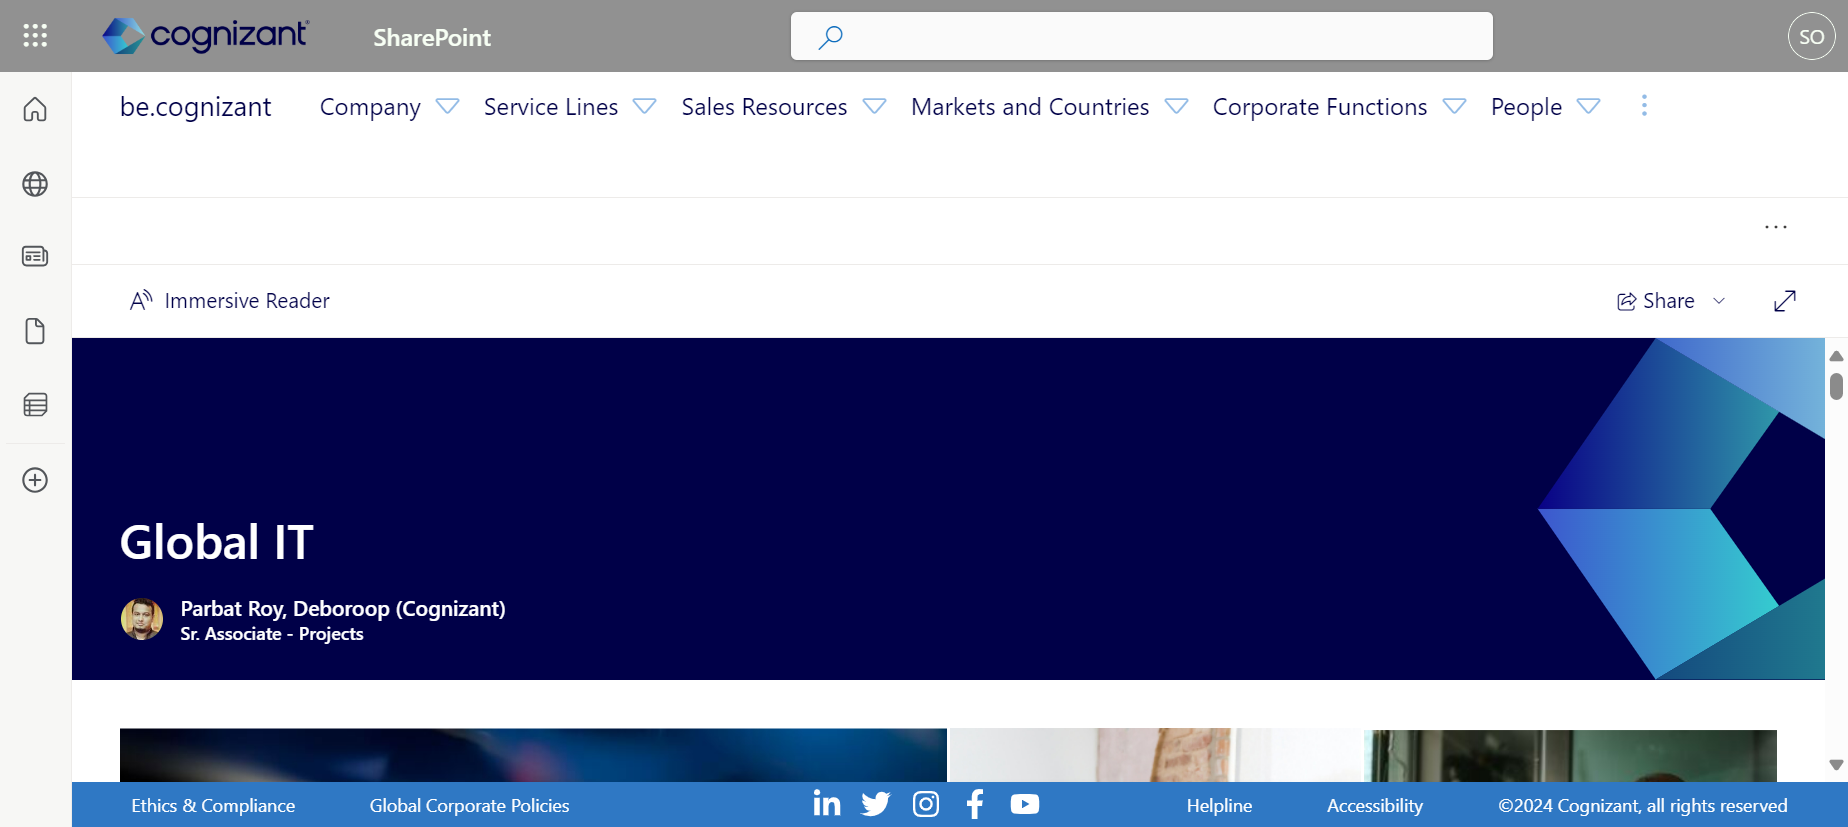 cognizant
SharePoint
SO
be.cognizant
Company
Service Lines
Sales Resources
Markets and Countries
Corporate Functions
People
Immersive Reader
Share
Global IT
Parbat Roy, Deboroop (Cognizant)
Sr. Associate - Projects
Ethics & Compliance
Global Corporate Policies
in
Helpline
Accessibility
©2024 Cognizant, all rights reserved